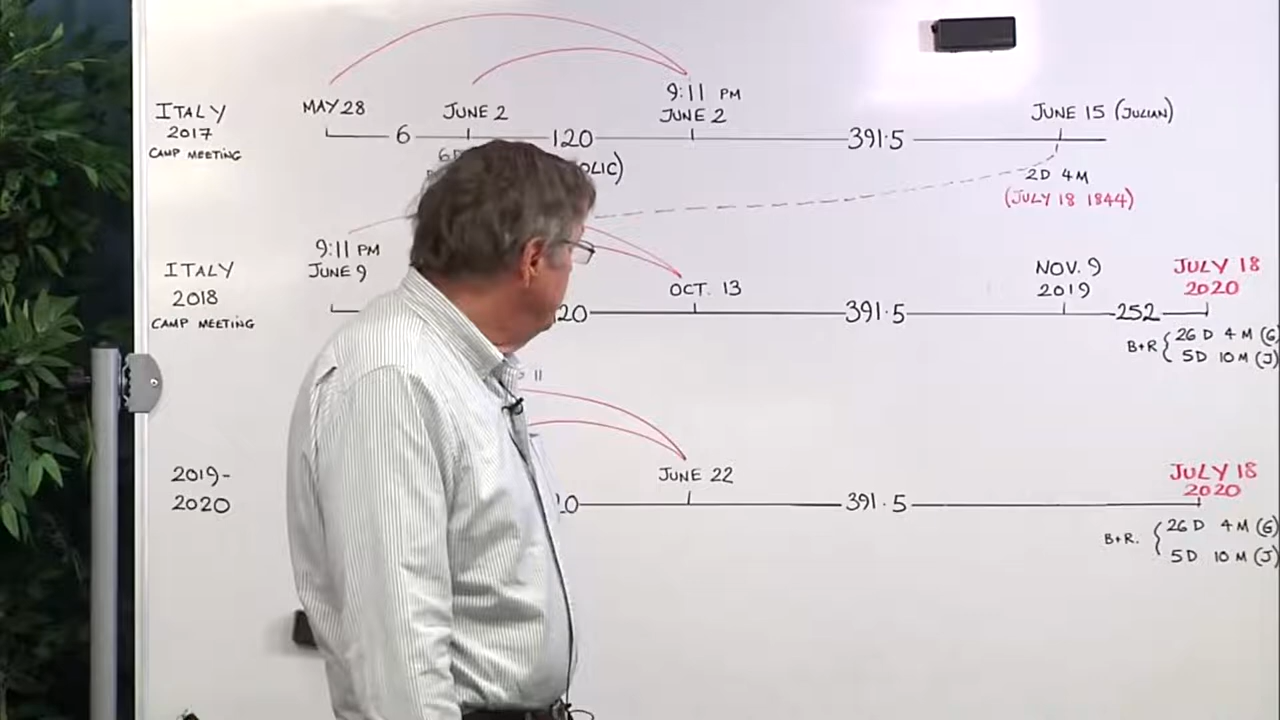 ITALY
2017
CAMP MEETING
MAY 28
JUNE 2
9:11 PM
JUNE 2
JUNE 15 (JULIAN)
6
120
391.5
2D 4M
(JULY 18 1844)
ITALY
2018
CAMP MEETING
9:11 PM
JUNE 9
OCT. 13
NOV. 9
2019
JULY 18
2020
391.5
252
B+R
26 D 4 M (G)
5D 10M (J)
11
2019-
2020
JUNE 22
391.5
JULY 18
2020
B+R.
26 D 4 M (G)
5D 10 M (J)